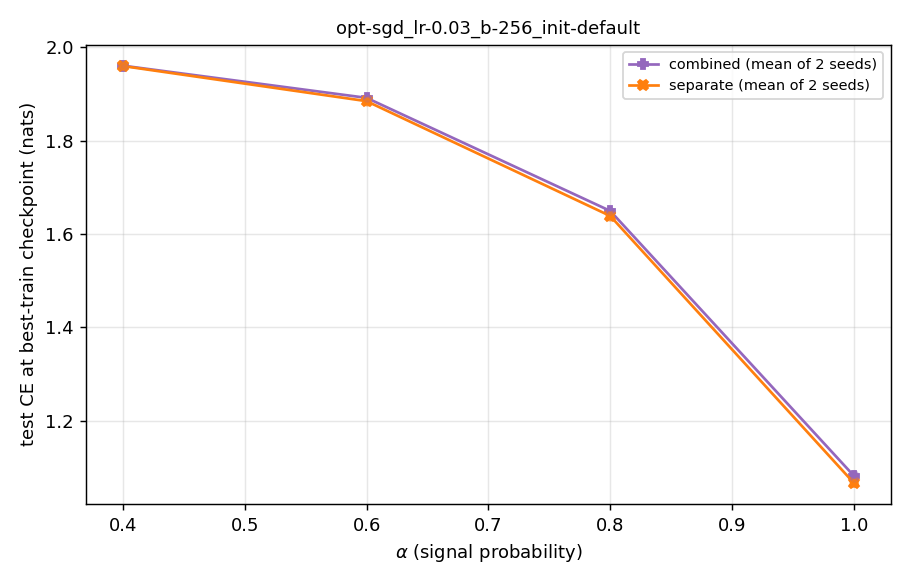 opt-sgd_lr-0.03_b-256_init-default
combined (mean of 2 seeds)
separate (mean of 2 seeds)
test CE at best-train checkpoint (nats)
2.0
1.8
1.6
1.4
1.2
0.4 0.5 0.6 0.7 0.8 0.9 1.0
α (signal probability)